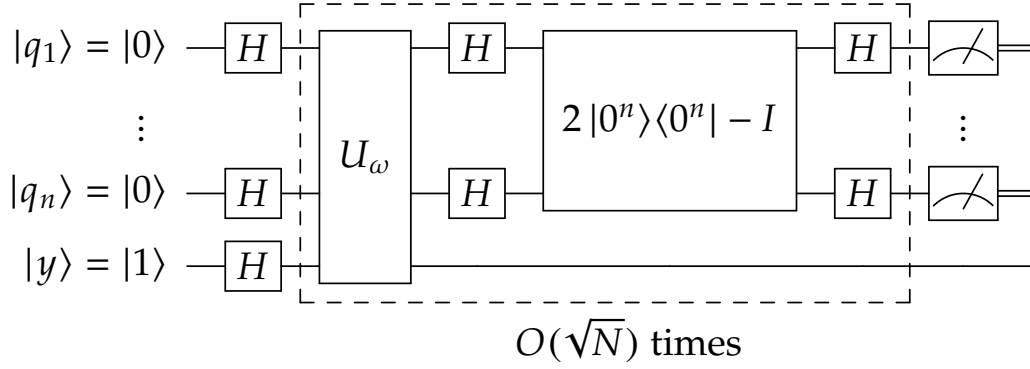 |q₁⟩ = |0⟩ H H H
⋮ U_ω 2 |0ⁿ⟩⟨0ⁿ| − I ⋮
|qₙ⟩ = |0⟩ H H H
|y⟩ = |1⟩ H
O(√N) times